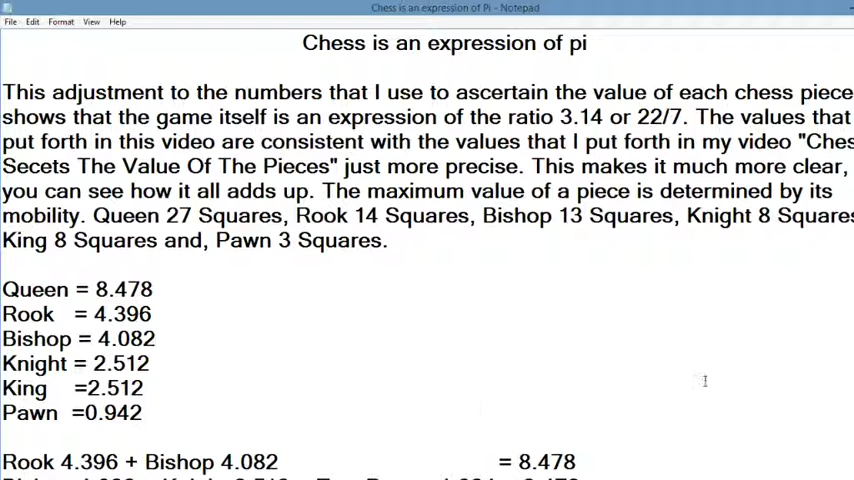 Chess is an expression of Pi - Notepad
File Edit Format View Help
Chess is an expression of pi
This adjustment to the numbers that I use to ascertain the value of each chess piece
shows that the game itself is an expression of the ratio 3.14 or 22/7. The values that
put forth in this video are consistent with the values that I put forth in my video "Ches
Secets The Value Of The Pieces" just more precise. This makes it much more clear,
you can see how it all adds up. The maximum value of a piece is determined by its
mobility. Queen 27 Squares, Rook 14 Squares, Bishop 13 Squares, Knight 8 Square
King 8 Squares and, Pawn 3 Squares.
Queen = 8.478
Rook = 4.396
Bishop = 4.082
Knight = 2.512
King =2.512
Pawn =0.942
Rook 4.396 + Bishop 4.082 = 8.478